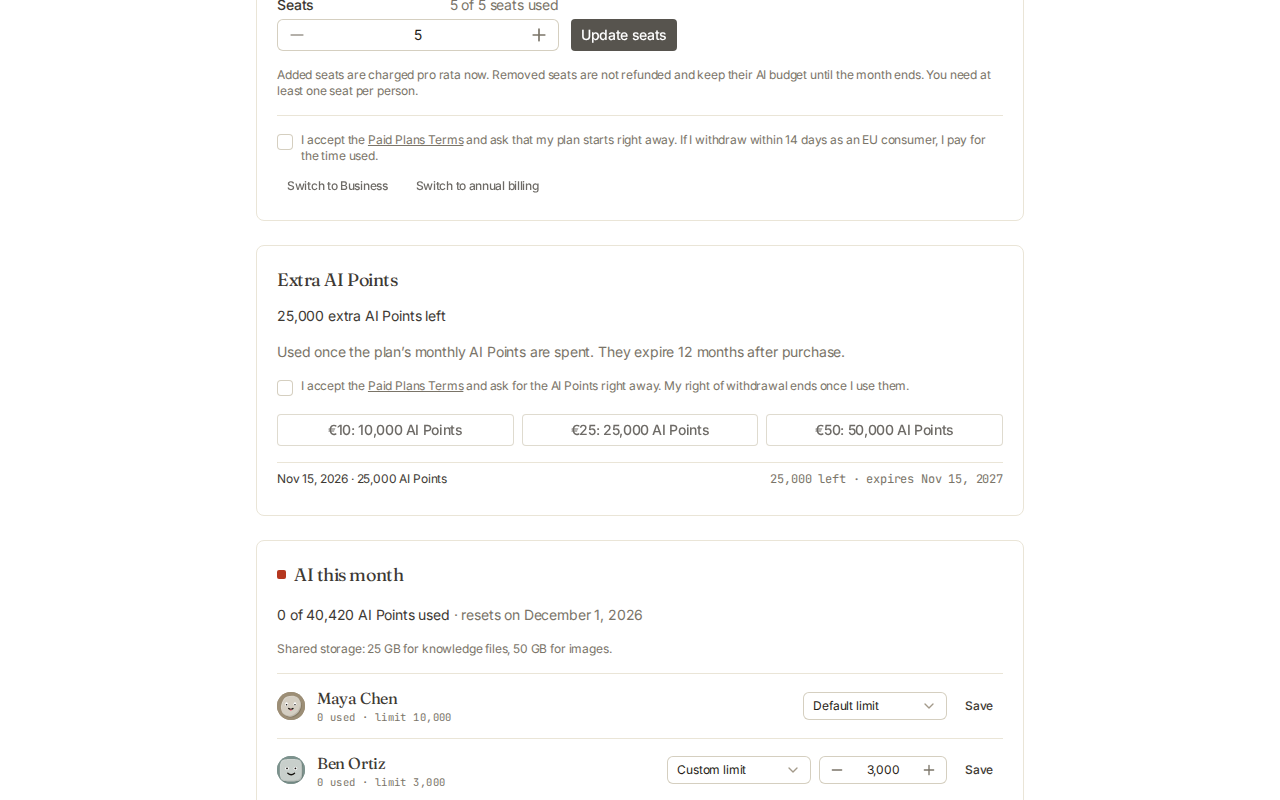 Seats 5 of 5 seats used
5 Update seats
Added seats are charged pro rata now. Removed seats are not refunded and keep their AI budget until the month ends. You need at
least one seat per person.
I accept the Paid Plans Terms and ask that my plan starts right away. If I withdraw within 14 days as an EU consumer, I pay for
the time used.
Switch to Business Switch to annual billing
Extra AI Points
25,000 extra AI Points left
Used once the plan’s monthly AI Points are spent. They expire 12 months after purchase.
I accept the Paid Plans Terms and ask for the AI Points right away. My right of withdrawal ends once I use them.
€10: 10,000 AI Points €25: 25,000 AI Points €50: 50,000 AI Points
Nov 15, 2026 · 25,000 AI Points 25,000 left · expires Nov 15, 2027
AI this month
0 of 40,420 AI Points used · resets on December 1, 2026
Shared storage: 25 GB for knowledge files, 50 GB for images.
Maya Chen
0 used · limit 10,000
Default limit Save
Ben Ortiz
0 used · limit 3,000
Custom limit 3,000 Save